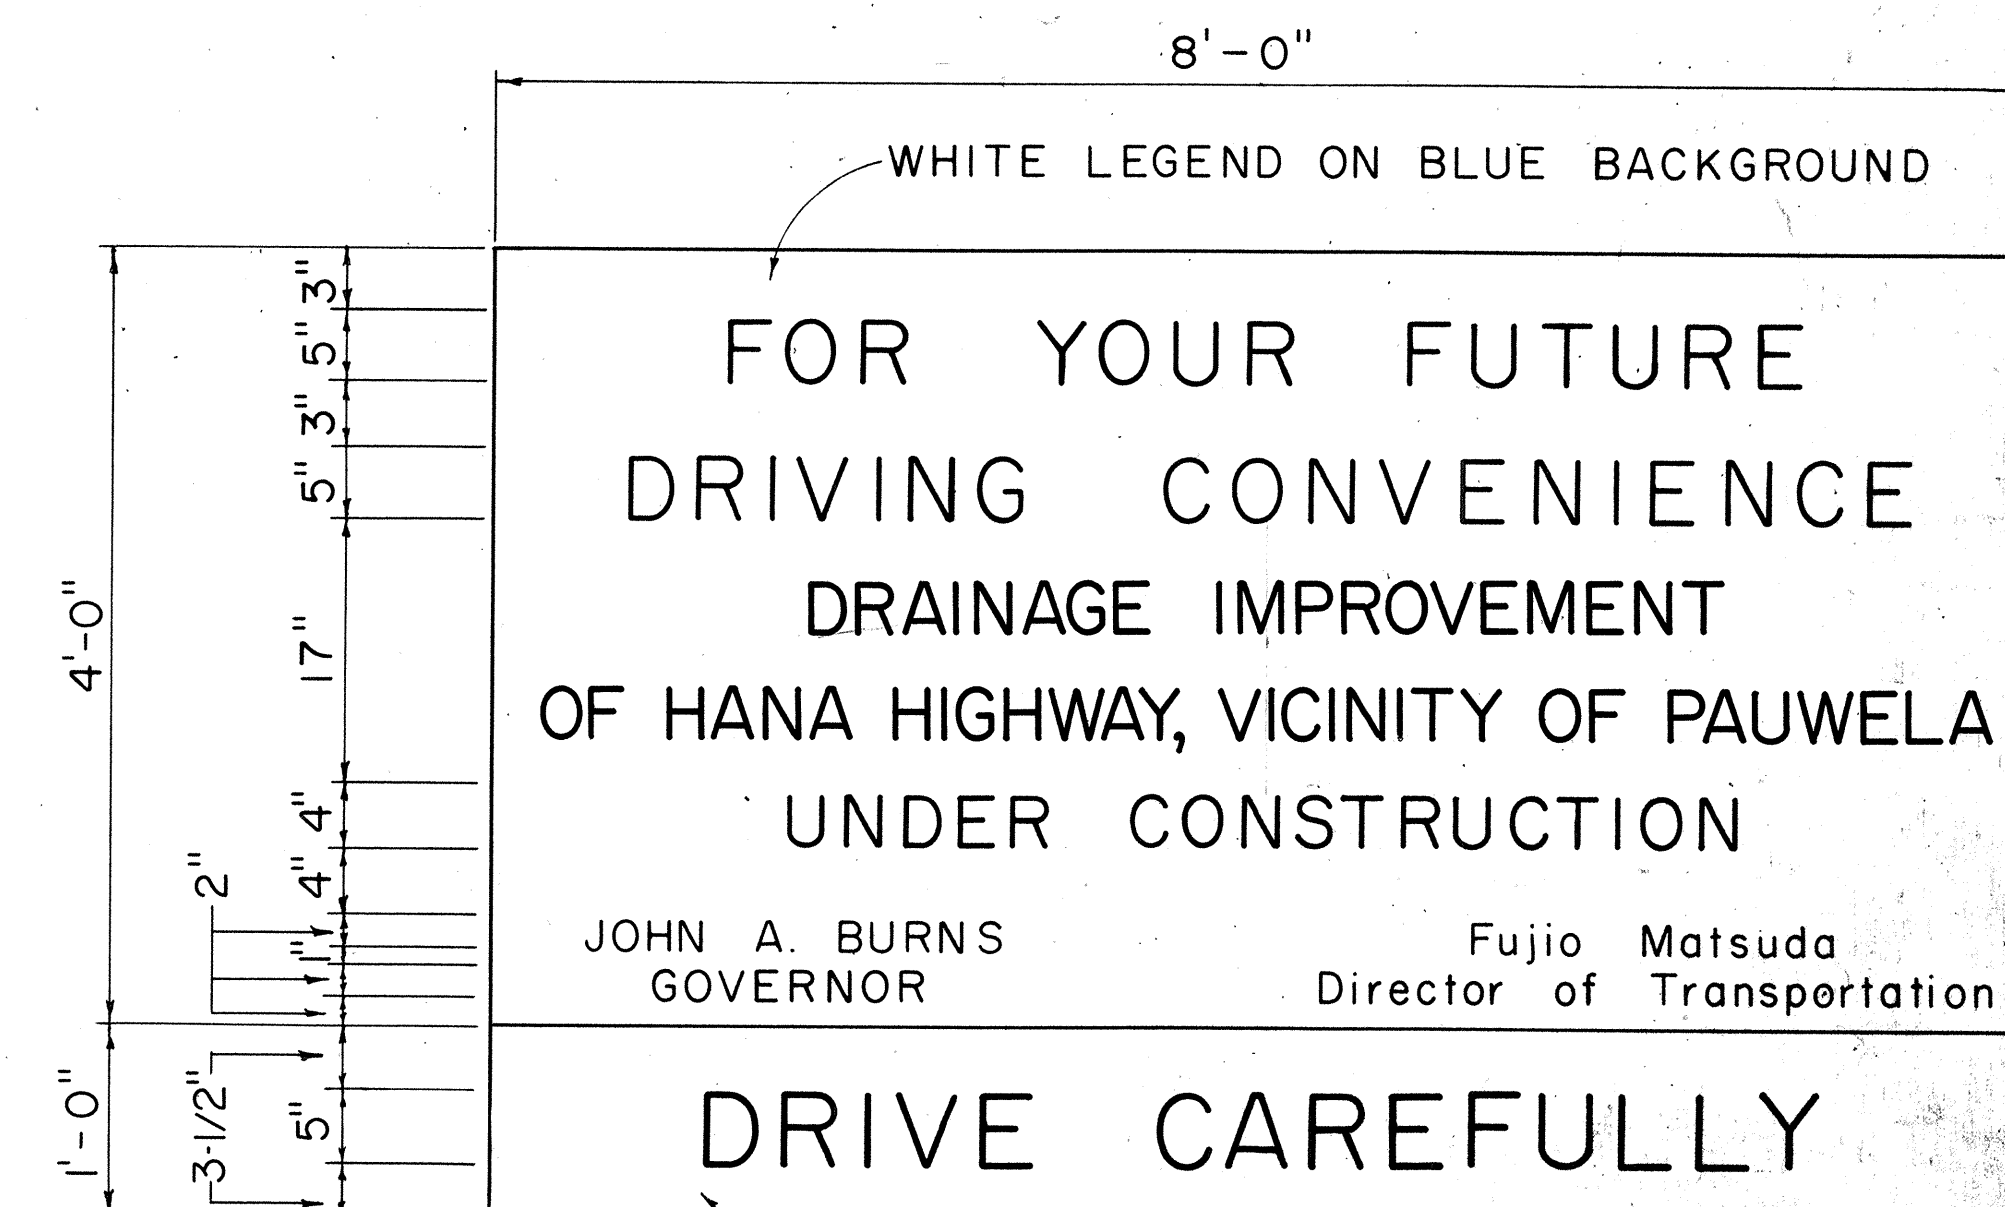 8'-0"
WHITE LEGEND ON BLUE BACKGROUND
3"
5"
3"
5"
17"
4"
4"
2"
1"
4'-0"
3-1/2"
5"
1'-0"
FOR YOUR FUTURE
DRIVING CONVENIENCE
DRAINAGE IMPROVEMENT
OF HANA HIGHWAY, VICINITY OF PAUWELA
UNDER CONSTRUCTION
JOHN A. BURNS
GOVERNOR
Fujio Matsuda
Director of Transportation
DRIVE CAREFULLY